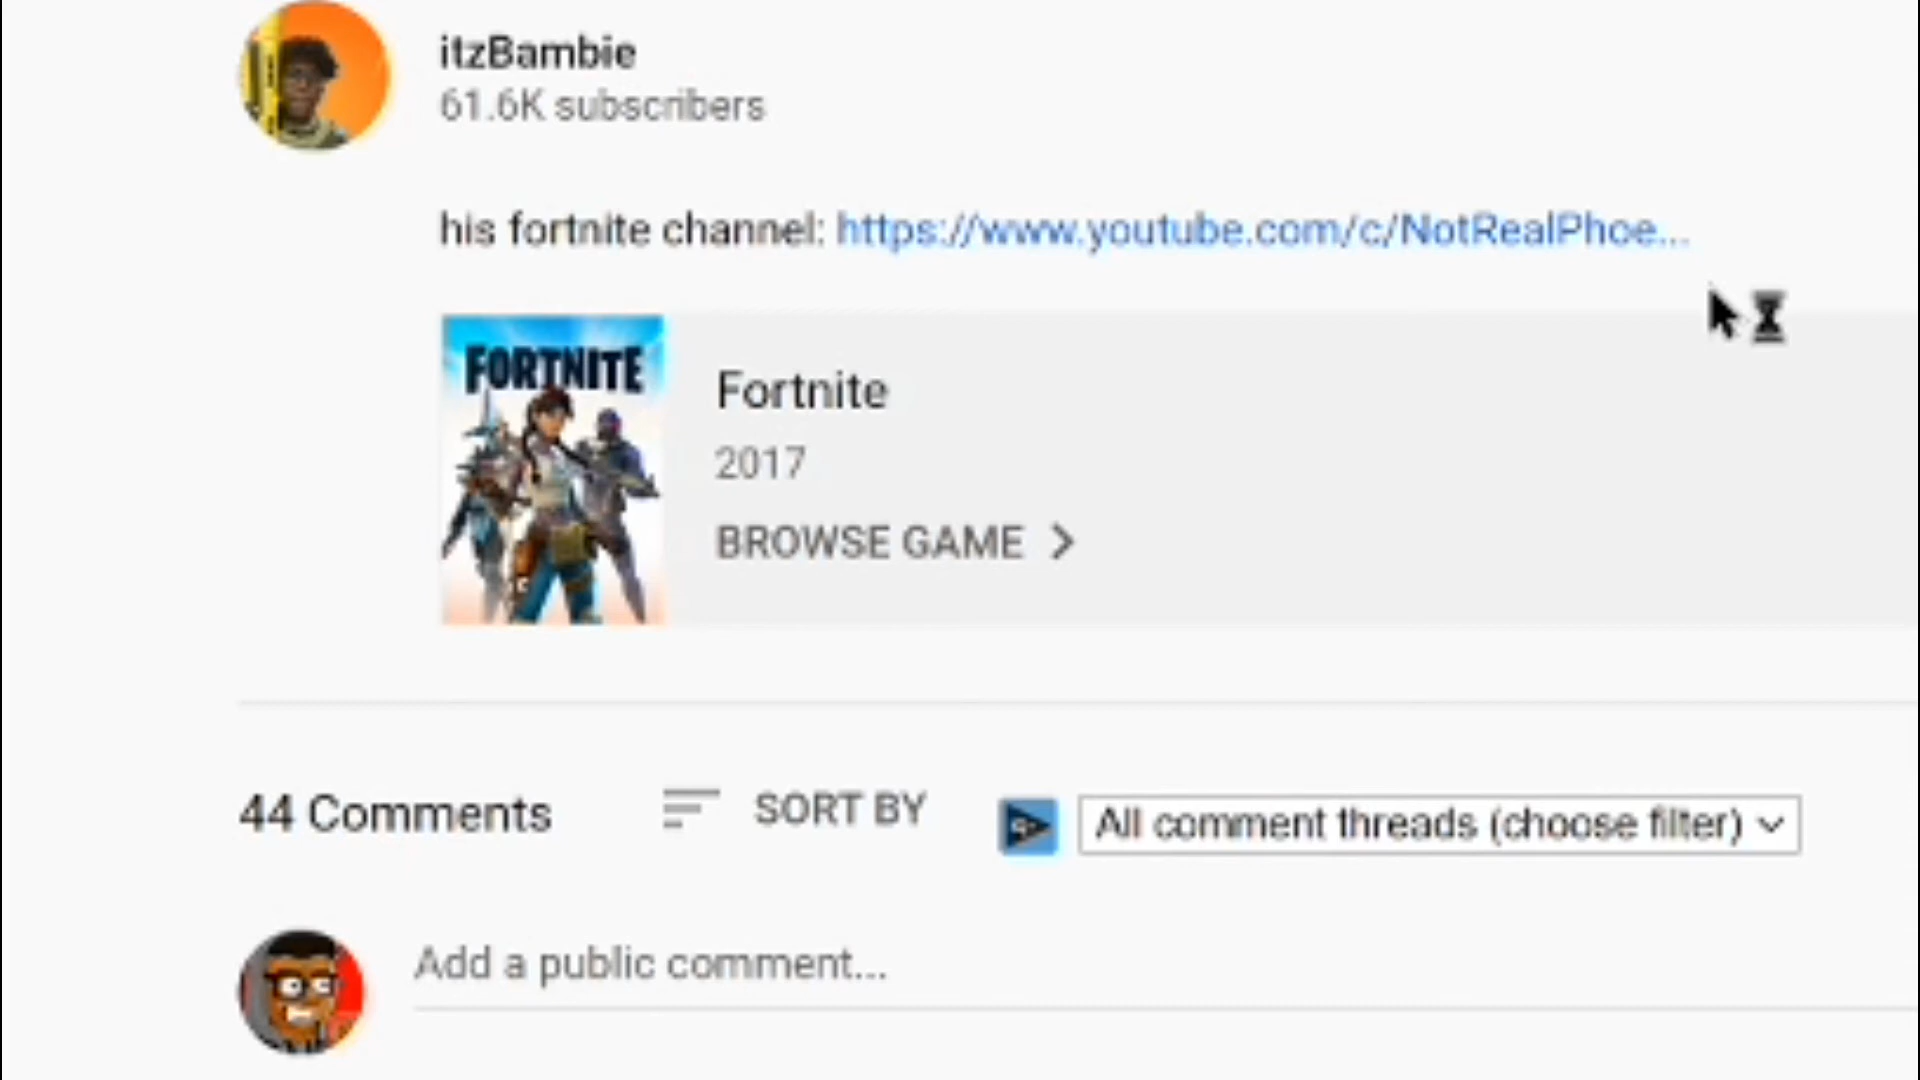 itzBambie
61.6K subscribers
his fortnite channel: https://www.youtube.com/c/NotRealPhoe...
FORTNITE
Fortnite
2017
BROWSE GAME
44 Comments
SORT BY
All comment threads (choose filter)
Add a public comment...